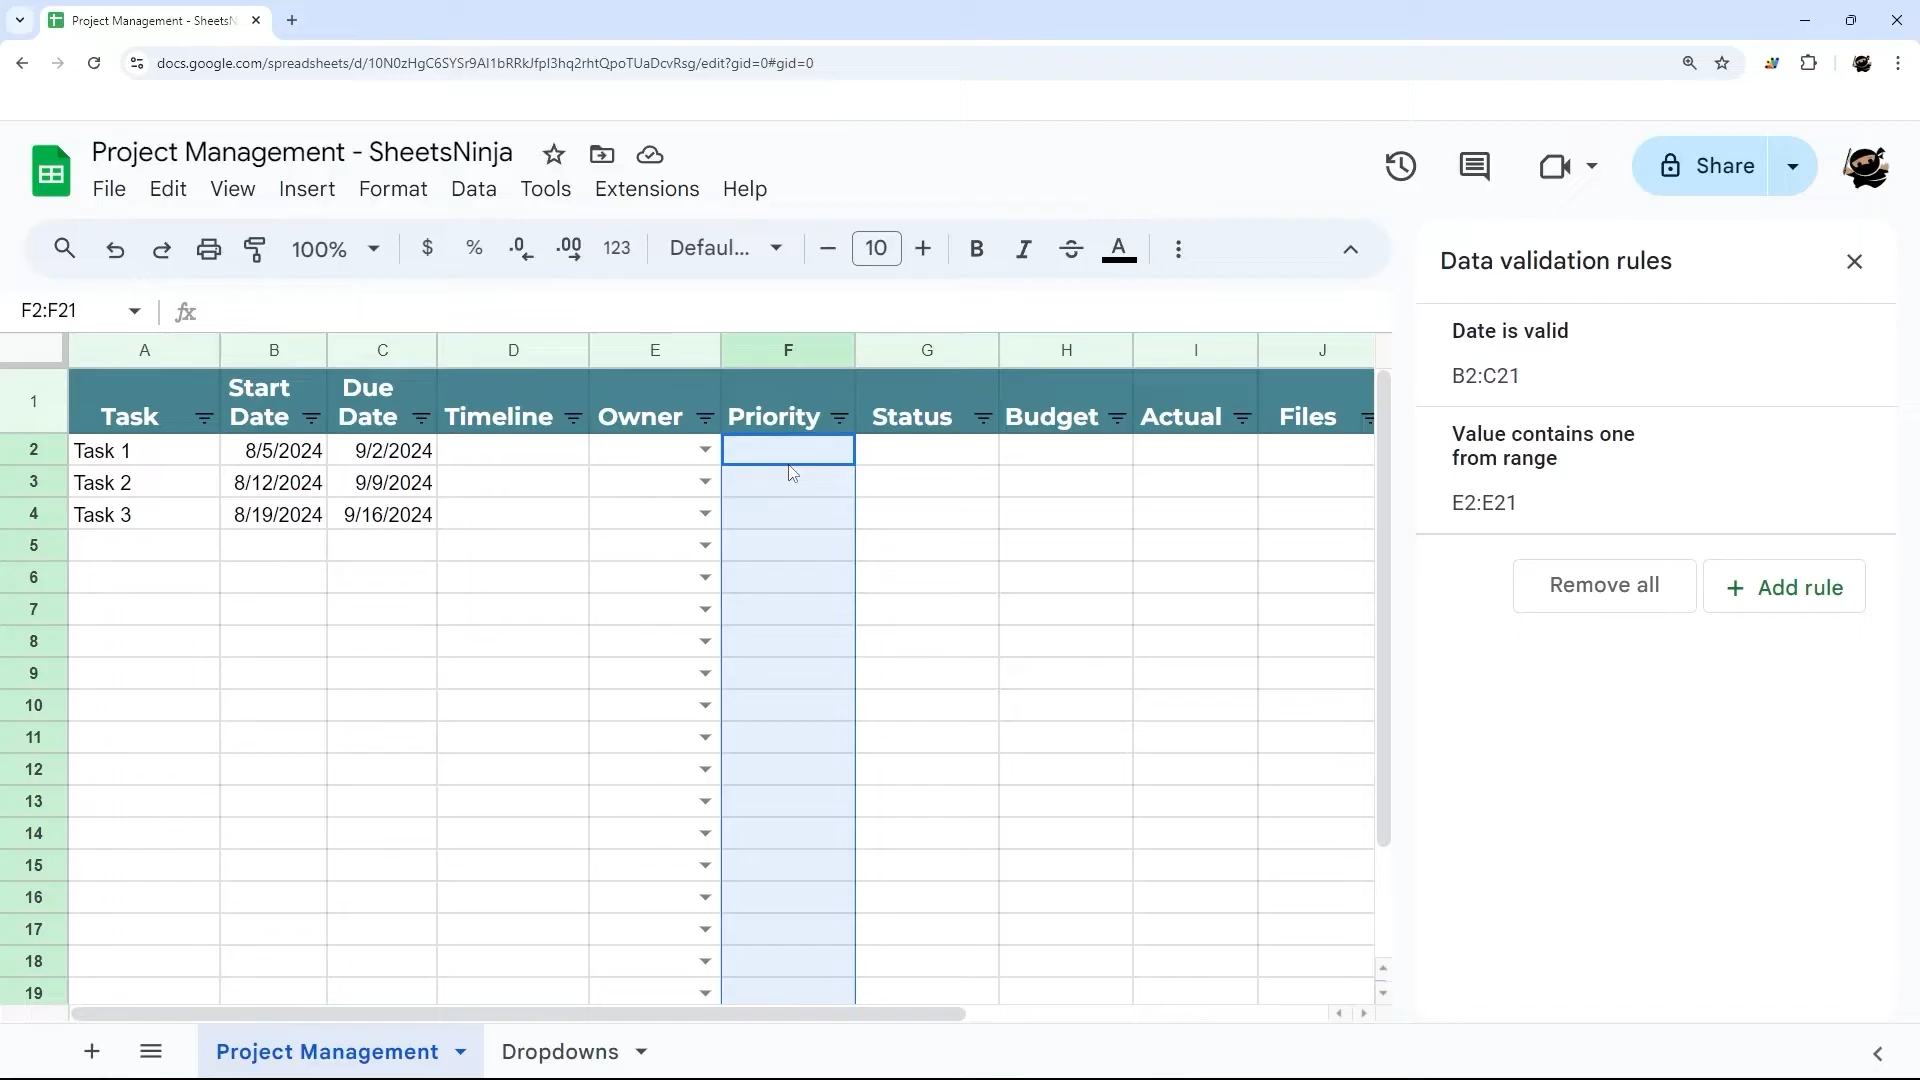 Project Management - SheetsN
docs.google.com/spreadsheets/d/10N0zHgC6SYSr9Al1bRRkJfpI3hq2rhtQpoTUaDcvRsg/edit?gid=0#gid=0
Project Management - SheetsNinja
File Edit View Insert Format Data Tools Extensions Help
Share
100% $ % .0 .00 123 Defaul... 10 B I S A
F2:F21 fx
A B C D E F G H I J
1 Task Start Date Due Date Timeline Owner Priority Status Budget Actual Files
2 Task 1 8/5/2024 9/2/2024
3 Task 2 8/12/2024 9/9/2024
4 Task 3 8/19/2024 9/16/2024
5
6
7
8
9
10
11
12
13
14
15
16
17
18
19
Data validation rules
Date is valid
B2:C21
Value contains one
from range
E2:E21
Remove all
+ Add rule
Project Management
Dropdowns